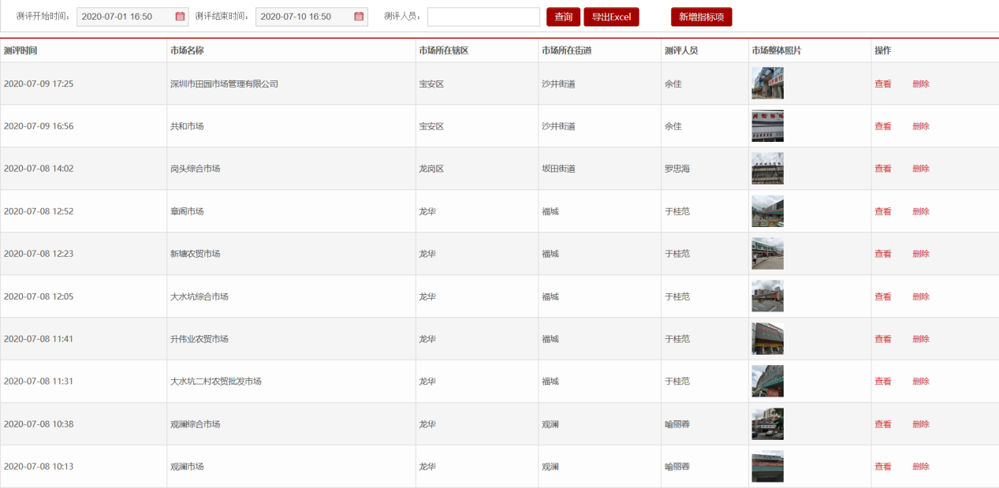 测评开始时间： 2020-07-01 16:50 测评结束时间： 2020-07-10 16:50 测评人员： 查询 导出Excel 新增指标项
测评时间 市场名称 市场所在辖区 市场所在街道 测评人员 市场整体照片 操作
2020-07-09 17:25 深圳市田园市场管理有限公司 宝安区 沙井街道 余佳 查看 删除
2020-07-09 16:56 共和市场 宝安区 沙井街道 余佳 查看 删除
2020-07-08 14:02 岗头综合市场 龙岗区 坂田街道 罗忠海 查看 删除
2020-07-08 12:52 章阁市场 龙华 福城 于桂范 查看 删除
2020-07-08 12:23 新塘农贸市场 龙华 福城 于桂范 查看 删除
2020-07-08 12:05 大水坑综合市场 龙华 福城 于桂范 查看 删除
2020-07-08 11:41 升伟业农贸市场 龙华 福城 于桂范 查看 删除
2020-07-08 11:31 大水坑二村农贸批发市场 龙华 福城 于桂范 查看 删除
2020-07-08 10:38 观澜综合市场 龙华 观澜 喻丽蓉 查看 删除
2020-07-08 10:13 观澜市场 龙华 观澜 喻丽蓉 查看 删除